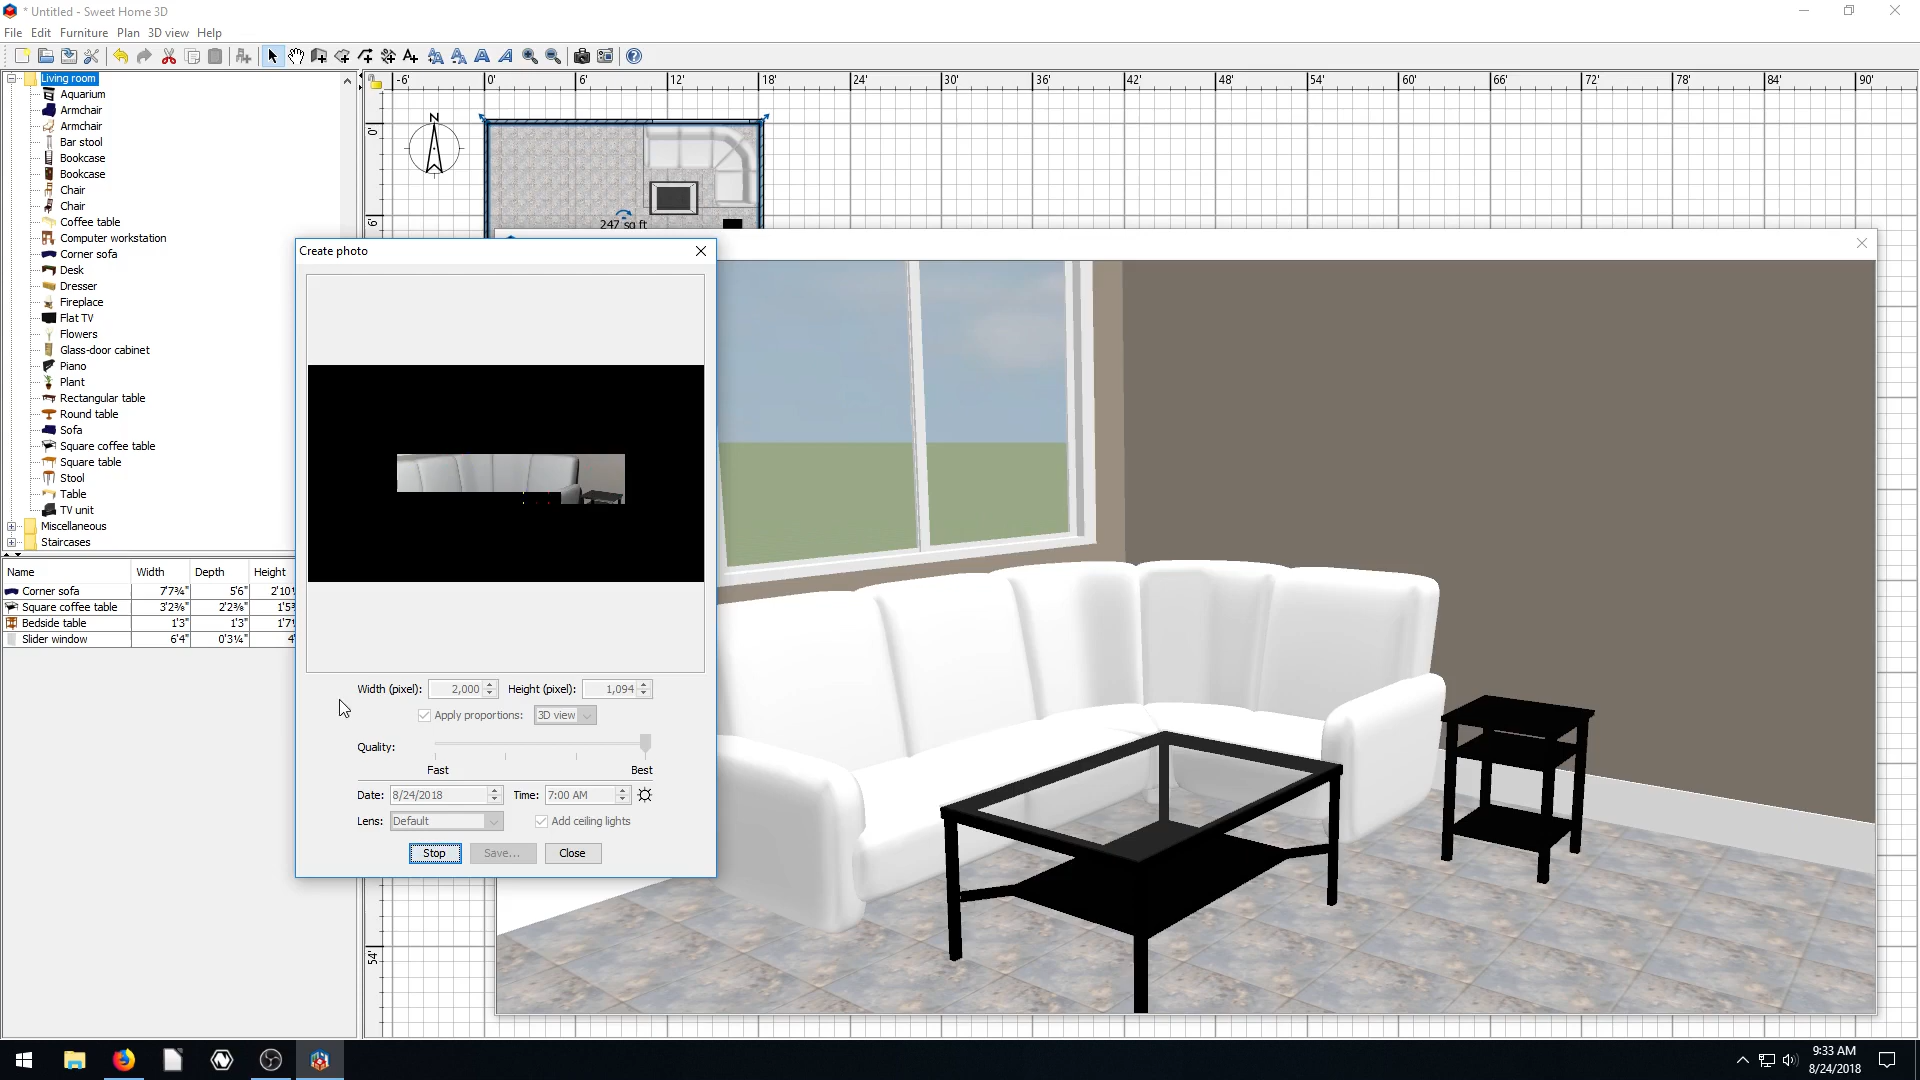 * Untitled - Sweet Home 3D
File Edit Furniture Plan 3D view Help
Living room
Aquarium
Armchair
Armchair
Bar stool
Bookcase
Bookcase
Chair
Chair
Coffee table
Computer workstation
Corner sofa
Desk
Dresser
Fireplace
Flat TV
Flowers
Glass-door cabinet
Piano
Plant
Rectangular table
Round table
Sofa
Square coffee table
Square table
Stool
Table
TV unit
Miscellaneous
Staircases
Name Width Depth Height
Corner sofa 7'7¾" 5'6"
Square coffee table 3'2⅜" 2'2⅜"
Bedside table 1'3" 1'3"
Slider window 6'4" 0'3¼"
-6' 0' 6' 12' 18' 24' 30' 36' 42' 48' 54' 60' 66' 72' 78' 84' 90'
0'
6'
54'
N
247 sq ft
Create photo
Width (pixel): 2,000 Height (pixel): 1,094
Apply proportions: 3D view
Quality:
Fast Best
Date: 8/24/2018 Time: 7:00 AM
Lens: Default Add ceiling lights
Stop Save... Close
9:33 AM
8/24/2018